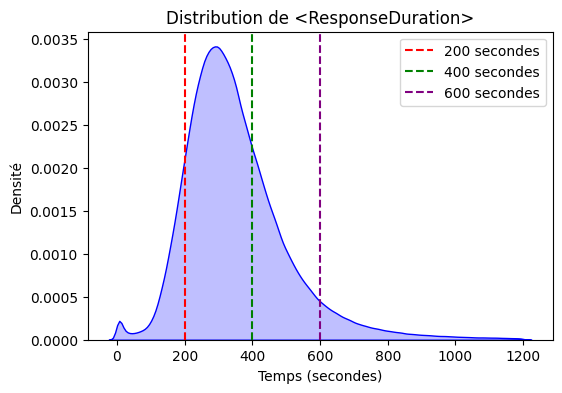 Distribution de <ResponseDuration>
200 secondes
400 secondes
600 secondes
Densité
0.0035
0.0030
0.0025
0.0020
0.0015
0.0010
0.0005
0.0000
0 200 400 600 800 1000 1200
Temps (secondes)